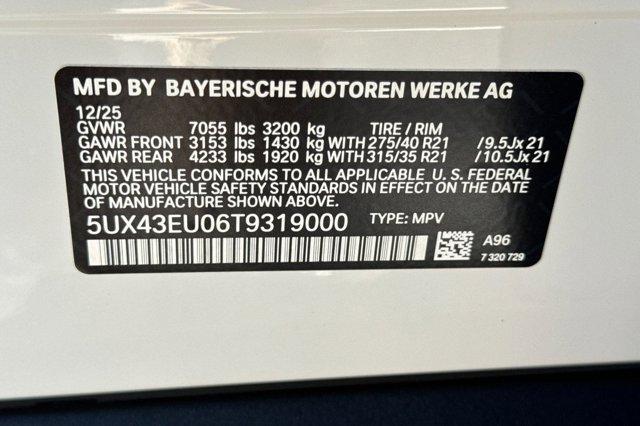 MFD BY BAYERISCHE MOTOREN WERKE AG
12/25
GVWR 7055 lbs 3200 kg TIRE / RIM
GAWR FRONT 3153 lbs 1430 kg WITH 275/40 R21 /9.5Jx21
GAWR REAR 4233 lbs 1920 kg WITH 315/35 R21 /10.5Jx21
THIS VEHICLE CONFORMS TO ALL APPLICABLE U. S. FEDERAL
MOTOR VEHICLE SAFETY STANDARDS IN EFFECT ON THE DATE
OF MANUFACTURE SHOWN ABOVE.
5UX43EU06T9319000 TYPE: MPV
A96
7 320 729